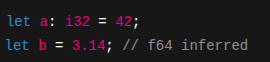 let a: i32 = 42;
let b = 3.14; // f64 inferred